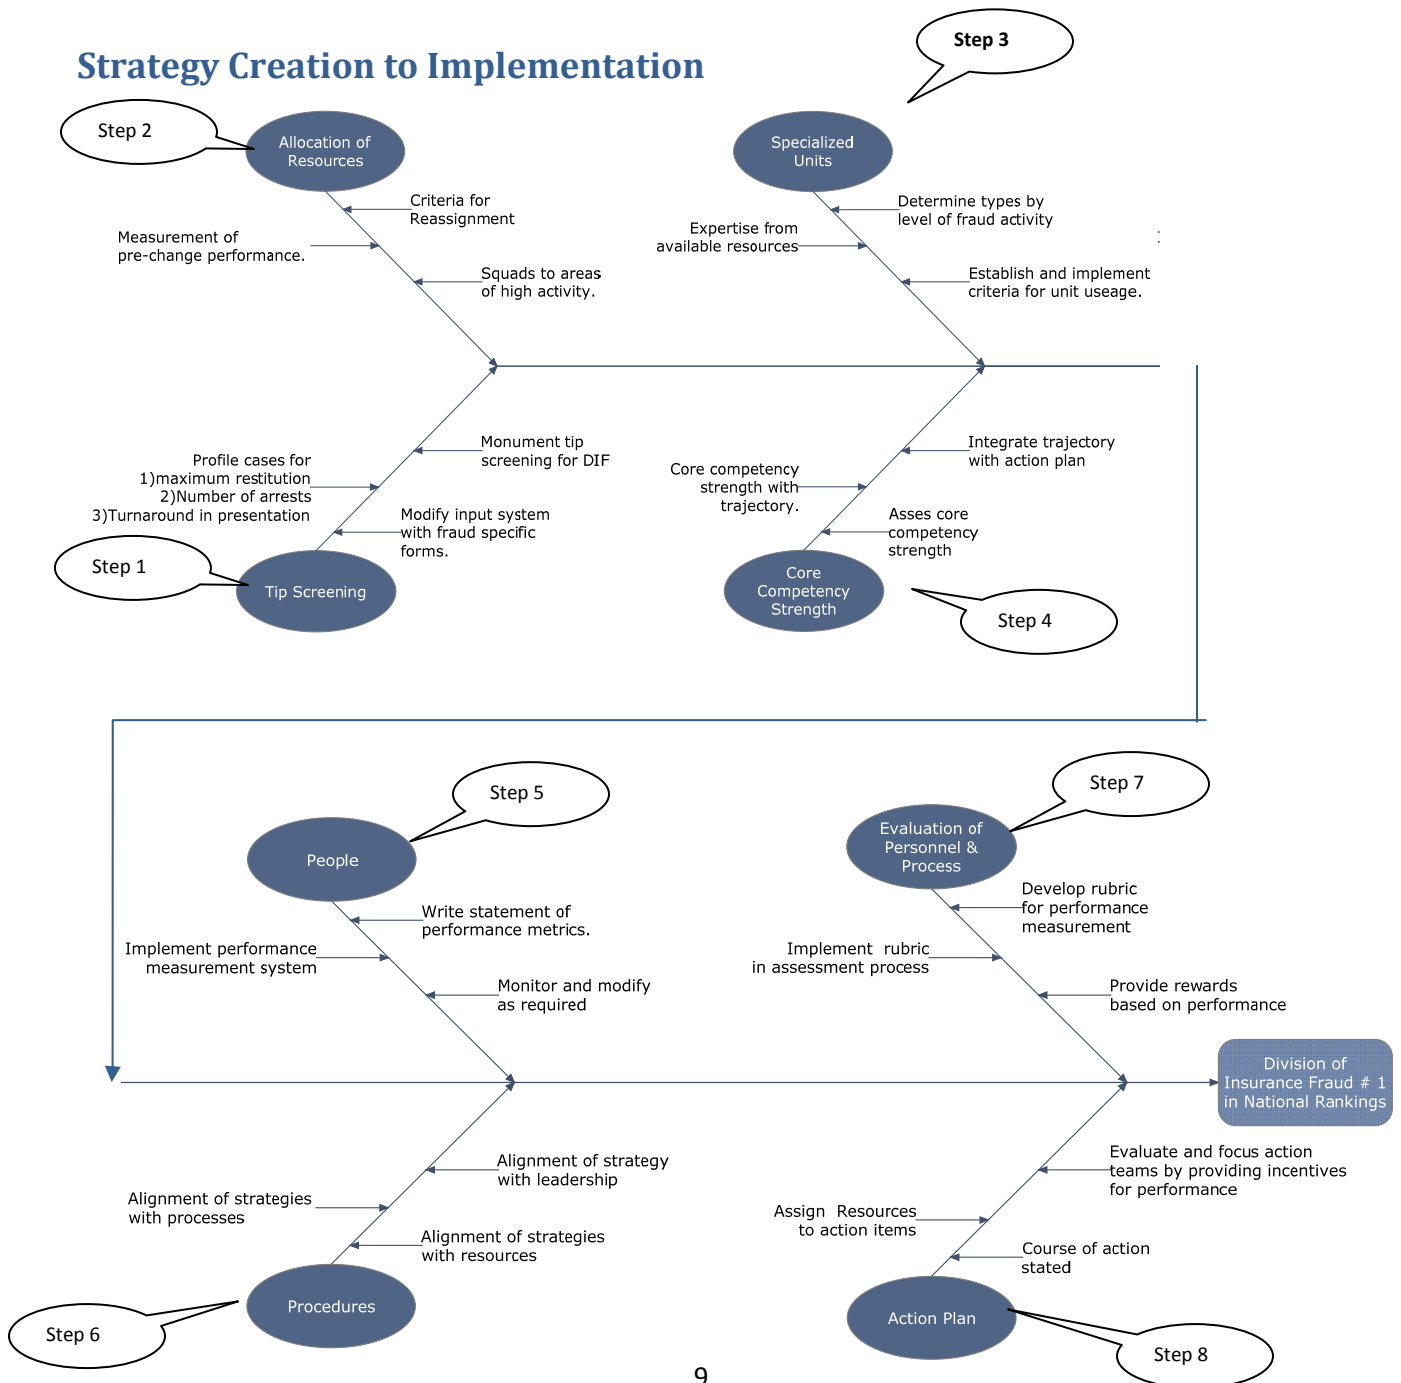 Strategy Creation to Implementation
Step 3
Step 2
Allocation of
Resources
Specialized
Units
Criteria for
Reassignment
Measurement of
pre-change performance.
Squads to areas
of high activity.
Determine types by
level of fraud activity
Expertise from
available resources
Establish and implement
criteria for unit useage.
Monument tip
screening for DIF
Profile cases for
1)maximum restitution
2)Number of arrests
3)Turnaround in presentation
Modify input system
with fraud specific
forms.
Step 1
Tip Screening
Integrate trajectory
with action plan
Core competency
strength with
trajectory.
Asses core
competency
strength
Core
Competency
Strength
Step 4
Step 5
People
Step 7
Evaluation of
Personnel &
Process
Write statement of
performance metrics.
Implement performance
measurement system
Monitor and modify
as required
Develop rubric
for performance
measurement
Implement rubric
in assessment process
Provide rewards
based on performance
Division of
Insurance Fraud # 1
in National Rankings
Alignment of strategy
with leadership
Alignment of strategies
with processes
Alignment of strategies
with resources
Procedures
Step 6
Evaluate and focus action
teams by providing incentives
for performance
Assign Resources
to action items
Course of action
stated
Action Plan
Step 8
9